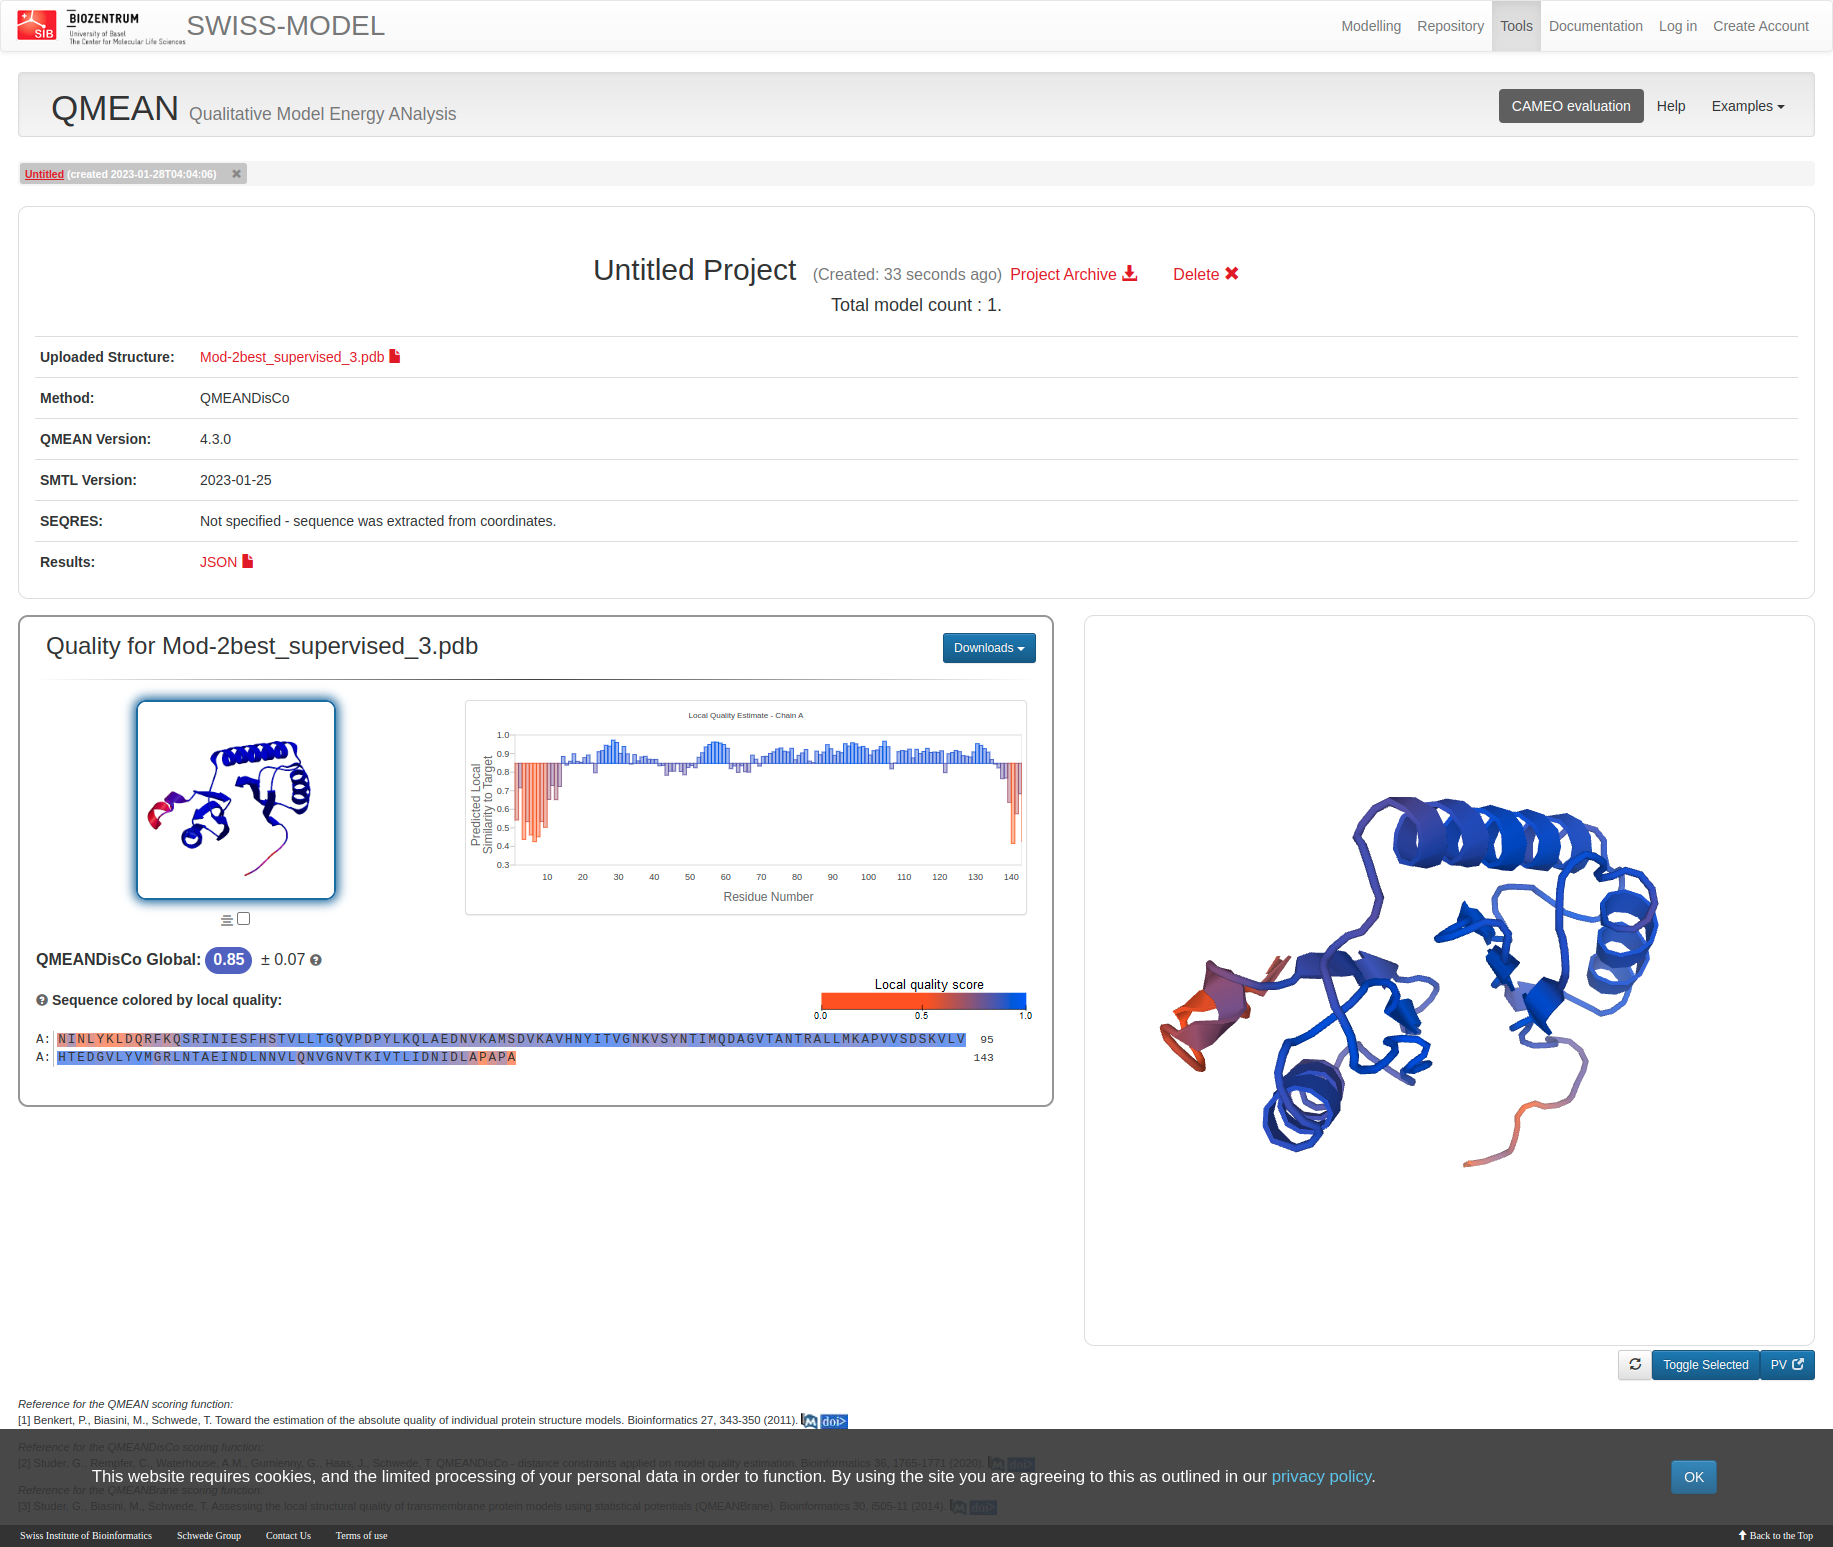 SIB
BIOZENTRUM
University of Basel
The Center for Molecular Life Sciences
SWISS-MODEL
Modelling Repository Tools Documentation Log in Create Account
QMEAN Qualitative Model Energy ANalysis
CAMEO evaluation Help Examples
Untitled (created 2023-01-28T04:04:06)
Untitled Project (Created: 33 seconds ago) Project Archive Delete
Total model count : 1.
Uploaded Structure: Mod-2best_supervised_3.pdb
Method: QMEANDisCo
QMEAN Version: 4.3.0
SMTL Version: 2023-01-25
SEQRES: Not specified - sequence was extracted from coordinates.
Results: JSON
Quality for Mod-2best_supervised_3.pdb
Downloads
Local Quality Estimate - Chain A
Predicted Local
Similarity to Target
1.0
0.9
0.8
0.7
0.6
0.5
0.4
0.3
10 20 30 40 50 60 70 80 90 100 110 120 130 140
Residue Number
QMEANDisCo Global: 0.85 ± 0.07
Sequence colored by local quality:
Local quality score
0.0 0.5 1.0
A: NINLYKLDQRFKQSRINIESFHSTVLLTGQVPDPYLKQLAEDNVKAMSDVKAVHNYITVGNKVSYNTIMQDAGVTANTRALLMKAPVVSDSKVLV 95
A: HTEDGVLYVMGRLNTAEINDLNNVLQNVGNVTKIVTLIDNIDLAPAPA 143
Toggle Selected PV
Reference for the QMEAN scoring function:
[1] Benkert, P., Biasini, M., Schwede, T. Toward the estimation of the absolute quality of individual protein structure models. Bioinformatics 27, 343-350 (2011). M doi>
Reference for the QMEANDisCo scoring function:
[2] Studer, G., Rempfer, C., Waterhouse, A.M., Gumienny, G., Haas, J., Schwede, T. QMEANDisCo - distance constraints applied on model quality estimation. Bioinformatics 36, 1765-1771 (2020). M doi>
This website requires cookies, and the limited processing of your personal data in order to function. By using the site you are agreeing to this as outlined in our privacy policy.
OK
Reference for the QMEANBrane scoring function:
[3] Studer, G., Biasini, M., Schwede, T. Assessing the local structural quality of transmembrane protein models using statistical potentials (QMEANBrane). Bioinformatics 30, i505-11 (2014). M doi>
Swiss Institute of Bioinformatics Schwede Group Contact Us Terms of use Back to the Top